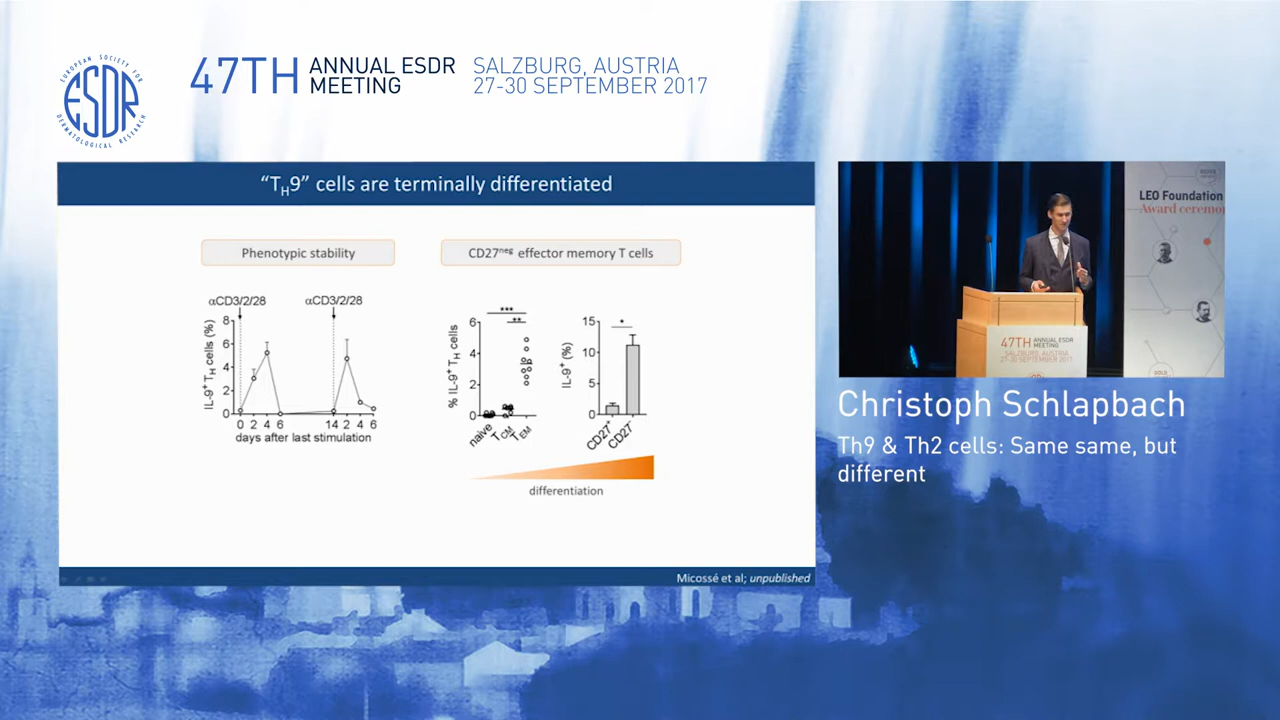 EUROPEAN SOCIETY FOR
ESDR
DERMATOLOGICAL RESEARCH
47TH ANNUAL ESDR MEETING
SALZBURG, AUSTRIA
27-30 SEPTEMBER 2017
“TH9” cells are terminally differentiated
Phenotypic stability
CD27neg effector memory T cells
αCD3/2/28 αCD3/2/28
IL-9+ TH cells (%)
8
6
4
2
0
0 2 4 6 14 2 4 6
days after last stimulation
% IL-9+ TH cells
6
4
2
0
***
**
naive TCM TEM
IL-9+ (%)
15
10
5
0
*
CD27+ CD27-
differentiation
Micossé et al; unpublished
LEO Foundation
Award ceremo
47TH ANNUAL ESDR
MEETING
SALZBURG, AUSTRIA
27-30 SEPTEMBER 2017
GOLD
Christoph Schlapbach
Th9 & Th2 cells: Same same, but
different